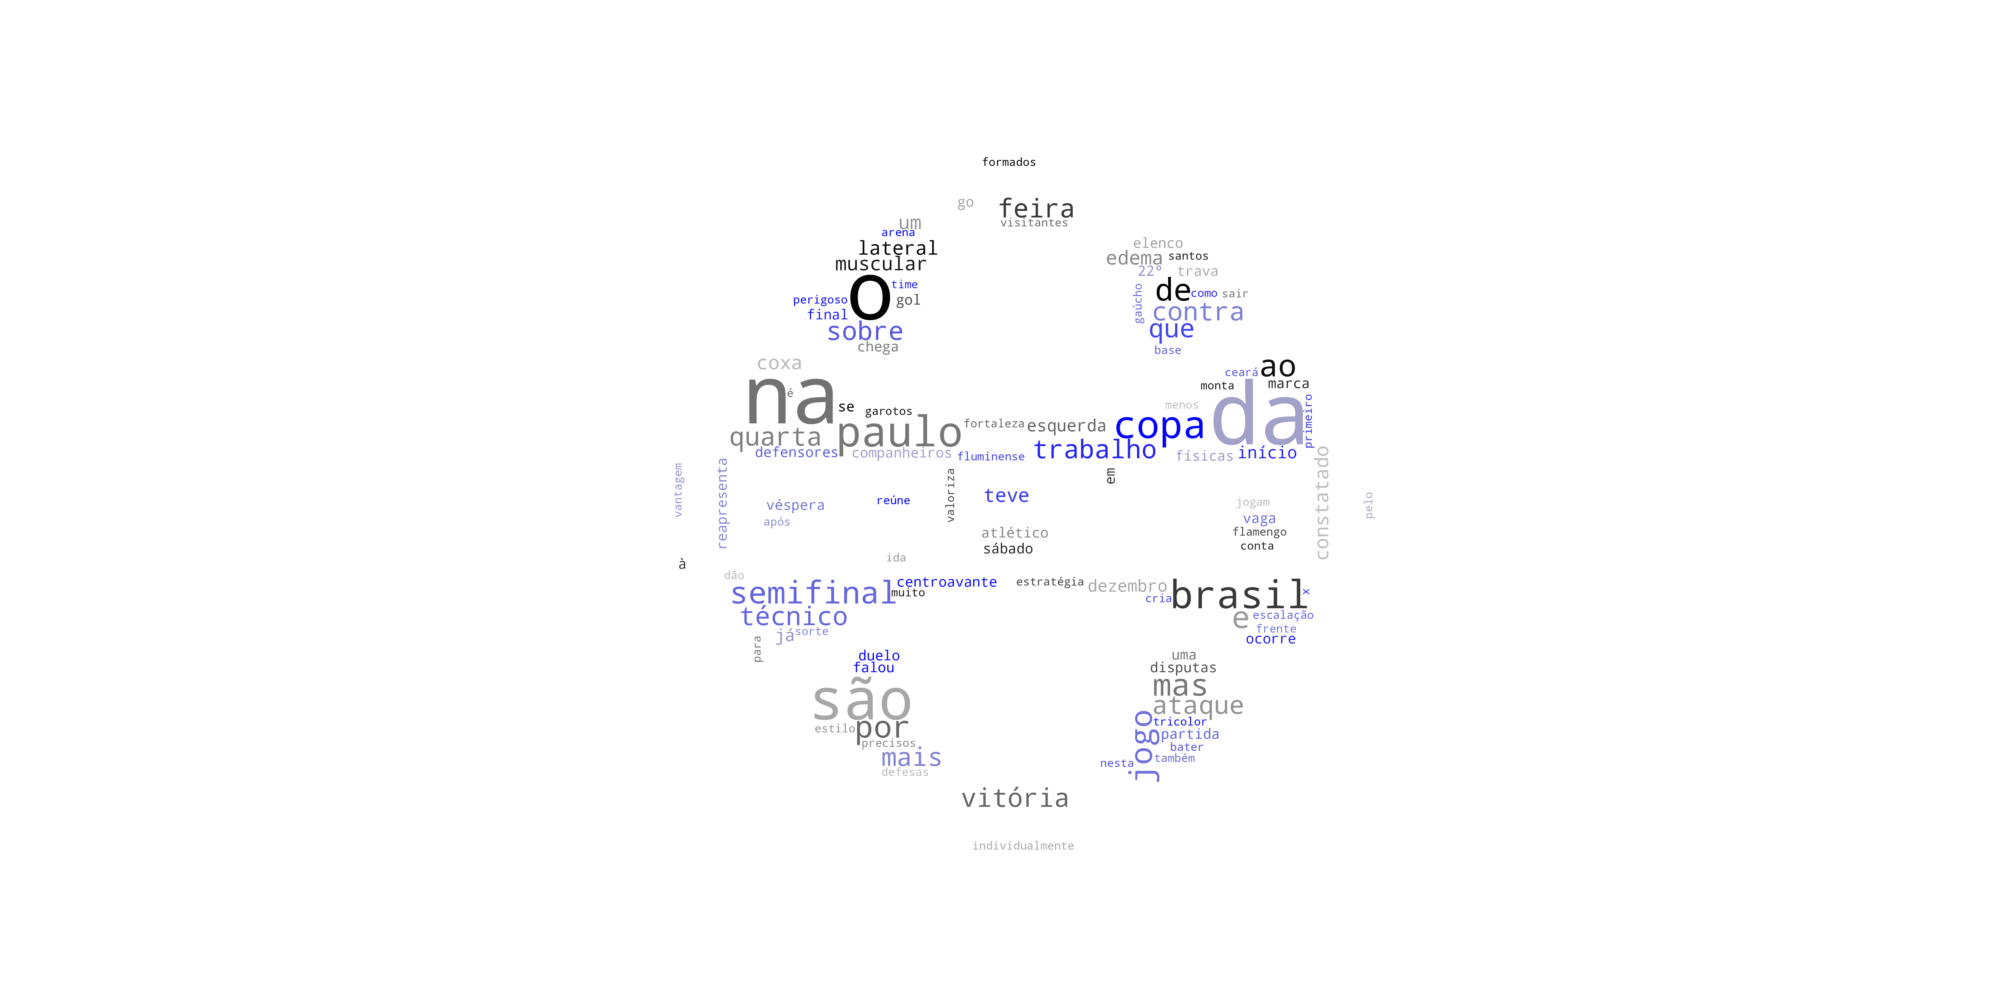 formados
go
feira
visitantes
um
arena
lateral
muscular
o
time
perigoso
gol
final
sobre
chega
elenco
edema
santos
22º
trava
de
como
sair
gaúcho
contra
que
base
coxa
na
é
se
garotos
quarta
paulo
fortaleza
esquerda
defensores
companheiros
fluminense
trabalho
copa
menos
monta
ceará
ao
marca
da
primeiro
físicas
início
constatado
vantagem
reapresenta
véspera
após
reúne
valoriza
teve
em
atlético
sábado
jogam
vaga
flamengo
conta
pelo
à
ida
dão
semifinal
centroavante
muito
estratégia
dezembro
cria
brasil
x
técnico
já
sorte
para
e
escalação
frente
ocorre
duelo
falou
são
estilo
por
precisos
mais
defesas
uma
disputas
mas
ataque
jogo
tricolor
partida
bater
também
nesta
vitória
individualmente